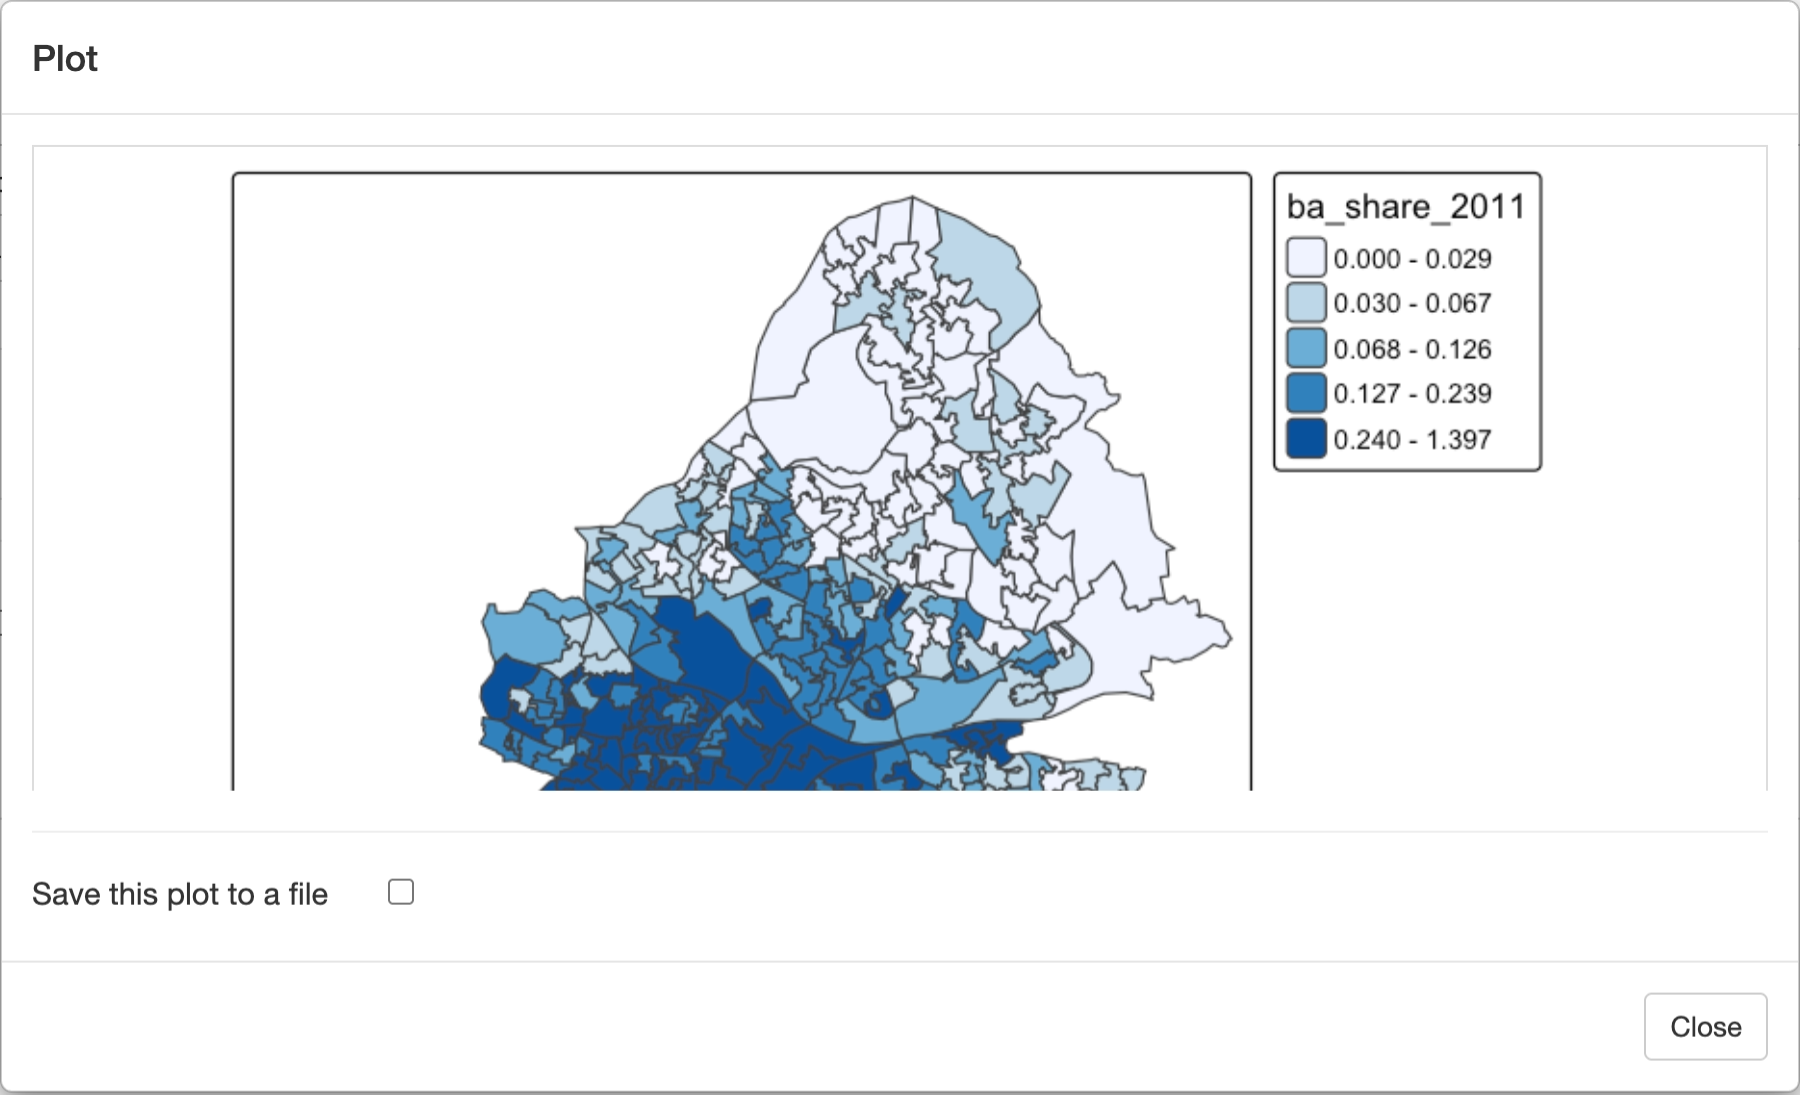 Plot
ba_share_2011
0.000 - 0.029
0.030 - 0.067
0.068 - 0.126
0.127 - 0.239
0.240 - 1.397
Save this plot to a file
Close